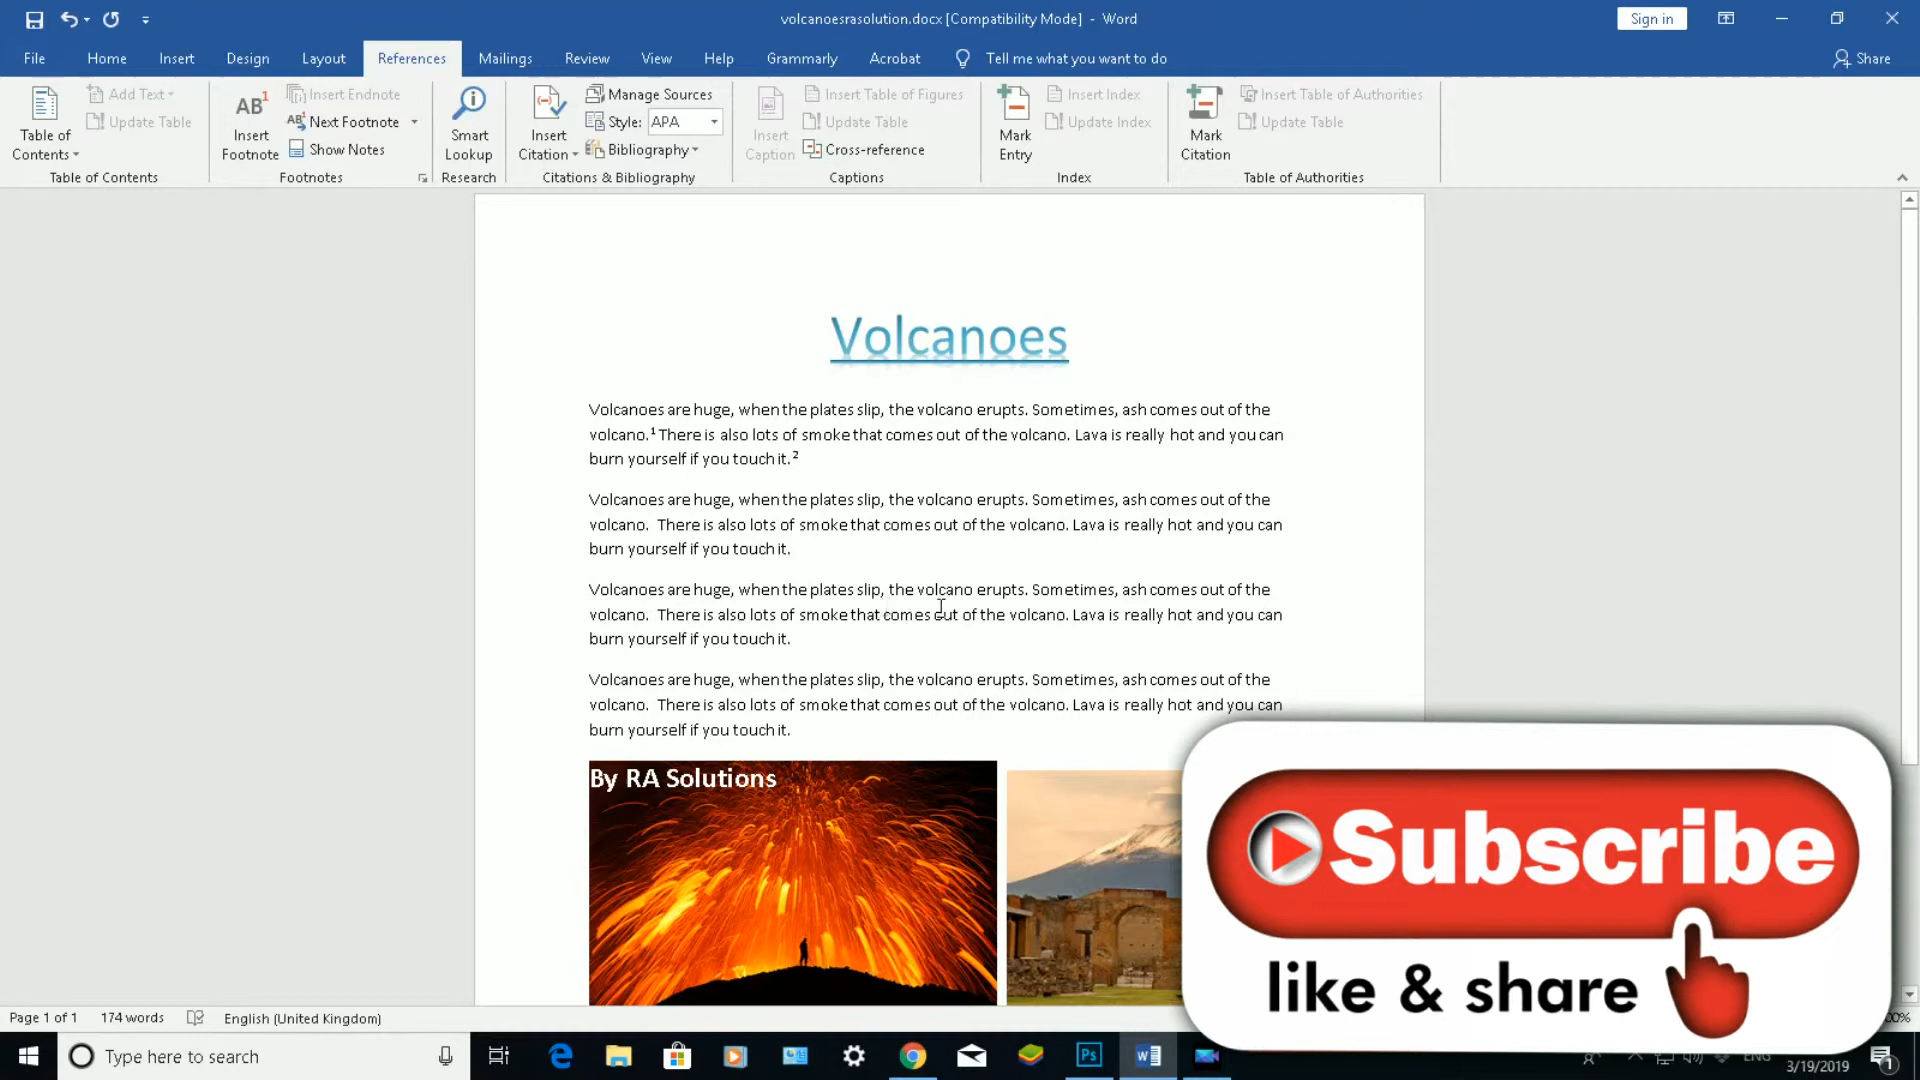 volcanoesrasolution.docx [Compatibility Mode] - Word
Sign in
File Home Insert Design Layout References Mailings Review View Help Grammarly Acrobat Tell me what you want to do Share
Table of Contents
Add Text
Update Table
Table of Contents
AB1 Insert Footnote
Insert Endnote
AB1 Next Footnote
Show Notes
Footnotes
Smart Lookup
Research
Insert Citation
Manage Sources
Style: APA
Bibliography
Citations & Bibliography
Insert Caption
Insert Table of Figures
Update Table
Cross-reference
Captions
Mark Entry
Insert Index
Update Index
Index
Mark Citation
Insert Table of Authorities
Update Table
Table of Authorities
Volcanoes
Volcanoes are huge, when the plates slip, the volcano erupts. Sometimes, ash comes out of the
volcano.¹ There is also lots of smoke that comes out of the volcano. Lava is really hot and you can
burn yourself if you touch it.²
Volcanoes are huge, when the plates slip, the volcano erupts. Sometimes, ash comes out of the
volcano. There is also lots of smoke that comes out of the volcano. Lava is really hot and you can
burn yourself if you touch it.
Volcanoes are huge, when the plates slip, the volcano erupts. Sometimes, ash comes out of the
volcano. There is also lots of smoke that comes out of the volcano. Lava is really hot and you can
burn yourself if you touch it.
Volcanoes are huge, when the plates slip, the volcano erupts. Sometimes, ash comes out of the
volcano. There is also lots of smoke that comes out of the volcano. Lava is really hot and you can
burn yourself if you touch it.
By RA Solutions
Subscribe
like & share
Page 1 of 1 174 words English (United Kingdom)
Type here to search
Ps
ENG
3/19/2019
1